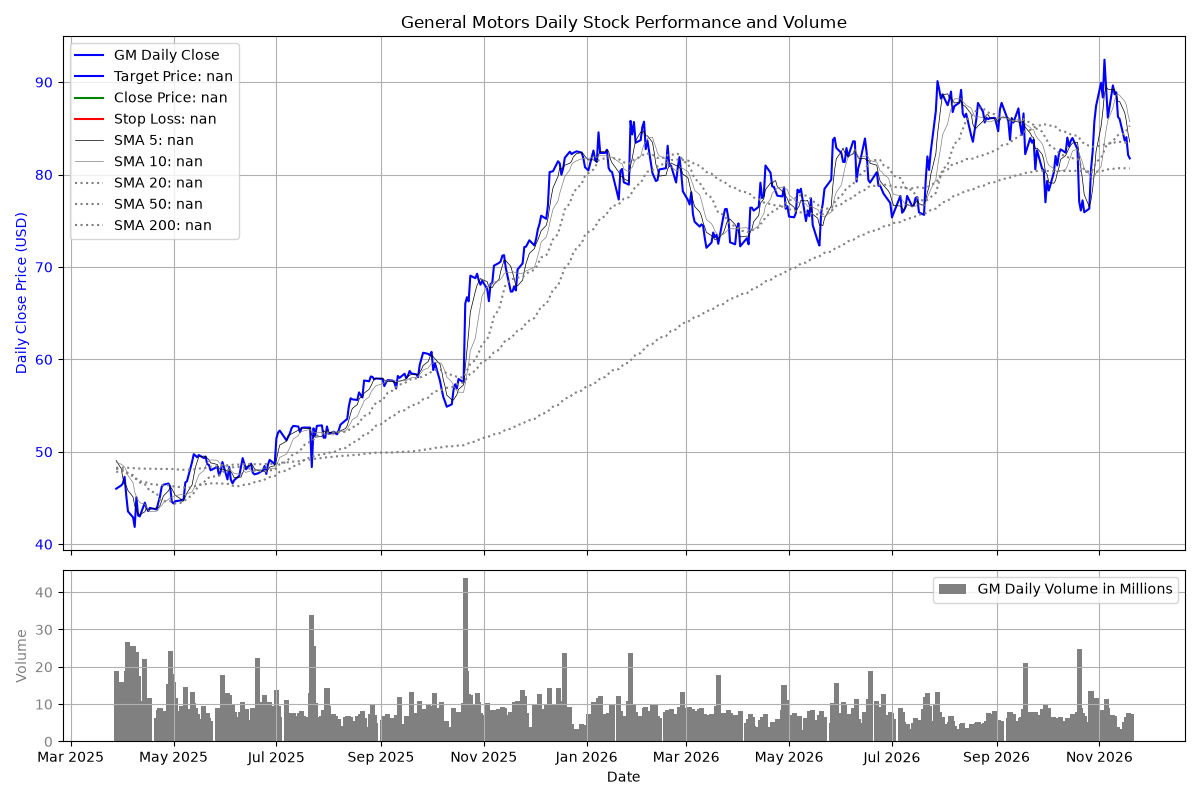 General Motors Daily Stock Performance and Volume
GM Daily Close
Target Price: nan
Close Price: nan
Stop Loss: nan
SMA 5: nan
SMA 10: nan
SMA 20: nan
SMA 50: nan
SMA 200: nan
Daily Close Price (USD)
90
80
70
60
50
40
GM Daily Volume in Millions
Volume
40
30
20
10
0
Mar 2025 May 2025 Jul 2025 Sep 2025 Nov 2025 Jan 2026 Mar 2026 May 2026 Jul 2026 Sep 2026 Nov 2026
Date